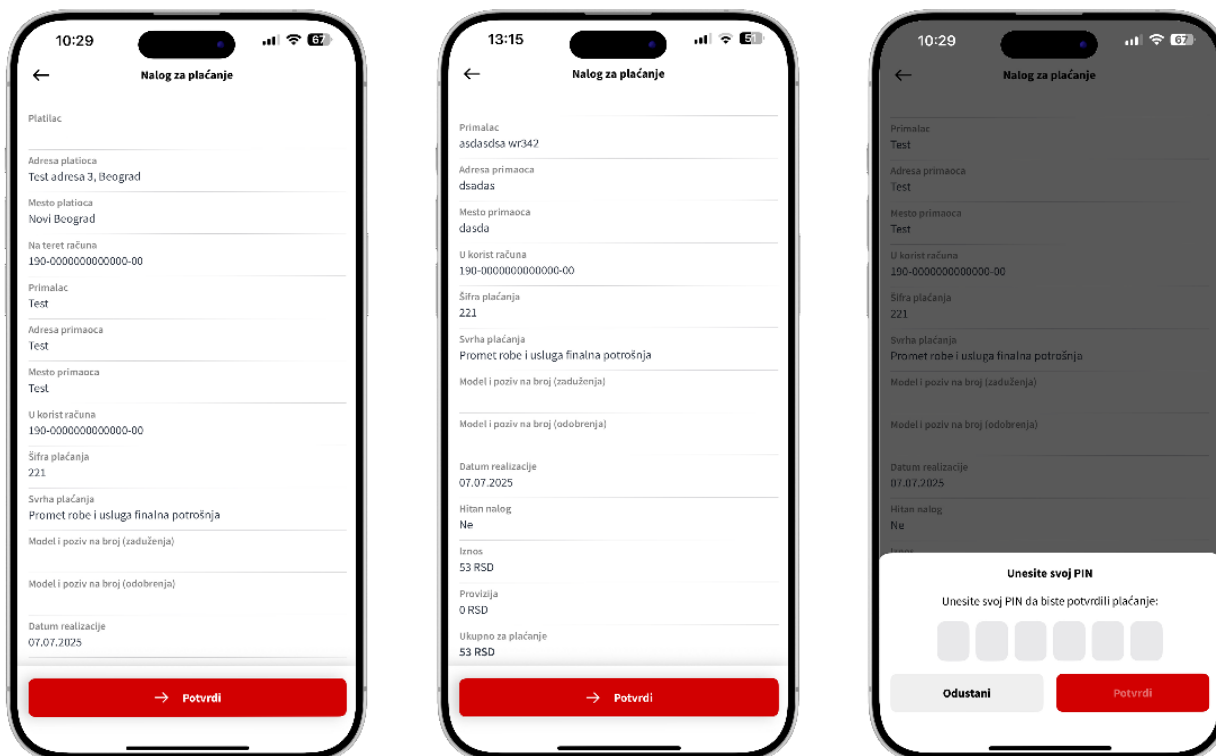 10:29
67
Nalog za plaćanje
Platilac
Adresa platioca
Test adresa 3, Beograd
Mesto platioca
Novi Beograd
Na teret računa
190-0000000000000-00
Primalac
Test
Adresa primaoca
Test
Mesto primaoca
Test
U korist računa
190-0000000000000-00
Šifra plaćanja
221
Svrha plaćanja
Promet robe i usluga finalna potrošnja
Model i poziv na broj (zaduženja)
Model i poziv na broj (odobrenja)
Datum realizacije
07.07.2025
→ Potvrdi
13:15
51
Nalog za plaćanje
Primalac
asdasdsa wr342
Adresa primaoca
dsadas
Mesto primaoca
dasda
U korist računa
190-0000000000000-00
Šifra plaćanja
221
Svrha plaćanja
Promet robe i usluga finalna potrošnja
Model i poziv na broj (zaduženja)
Model i poziv na broj (odobrenja)
Datum realizacije
07.07.2025
Hitan nalog
Ne
Iznos
53 RSD
Provizija
0 RSD
Ukupno za plaćanje
53 RSD
→ Potvrdi
10:29
67
Nalog za plaćanje
Primalac
Test
Adresa primaoca
Test
Mesto primaoca
Test
U korist računa
190-0000000000000-00
Šifra plaćanja
221
Svrha plaćanja
Promet robe i usluga finalna potrošnja
Model i poziv na broj (zaduženja)
Model i poziv na broj (odobrenja)
Datum realizacije
07.07.2025
Hitan nalog
Ne
Iznos
Unesite svoj PIN
Unesite svoj PIN da biste potvrdili plaćanje:
Odustani
Potvrdi